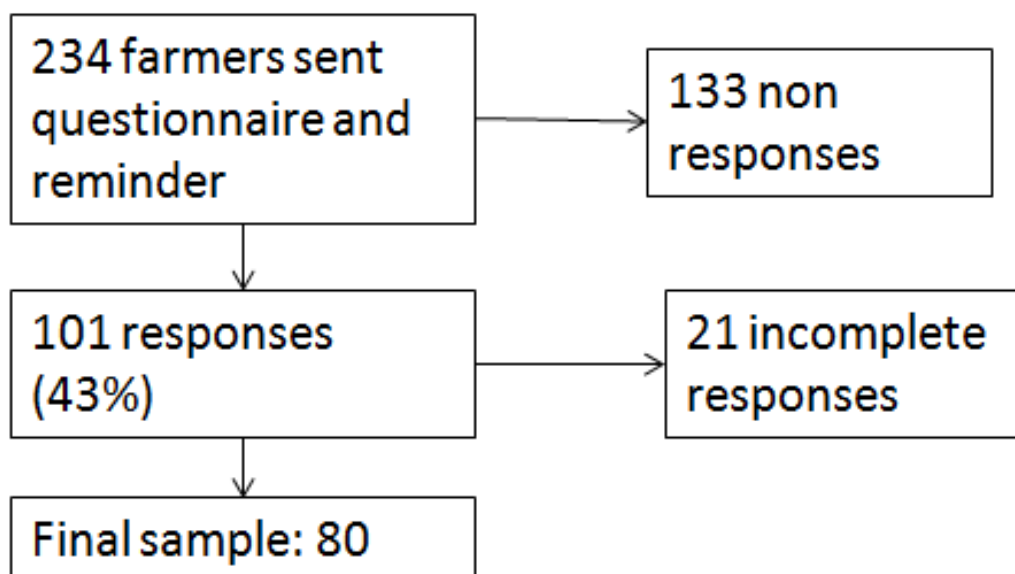 234 farmers sent
questionnaire and
reminder
133 non
responses
101 responses
(43%)
21 incomplete
responses
Final sample: 80